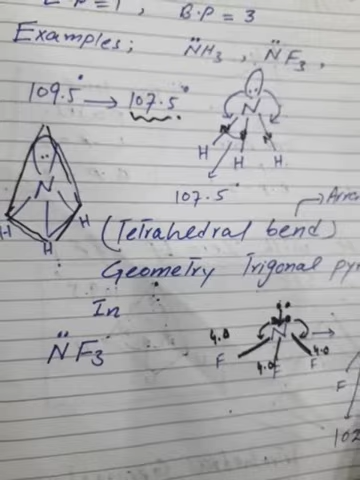 L.P = 1 , B.P = 3
Examples; N̈H₃ , N̈F₃ ,
109.5° → 107.5°
N
H H H
107.5°
N
H H H
(Tetrahedral bend)
Geometry Trigonal
In
N̈F₃
N
4.0 4.0 4.0
F F F
F
102